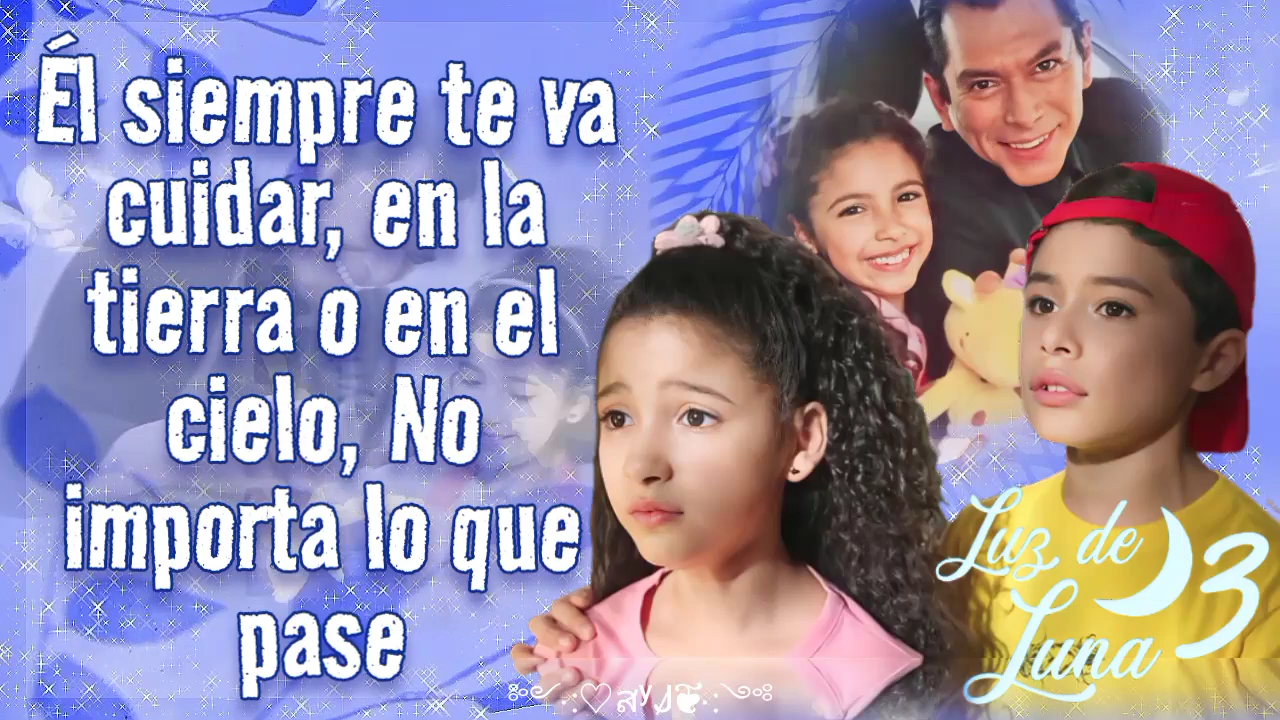 Él siempre te va
cuidar, en la
tierra o en el
cielo, No
importa lo que
pase
Luz de
Luna 3